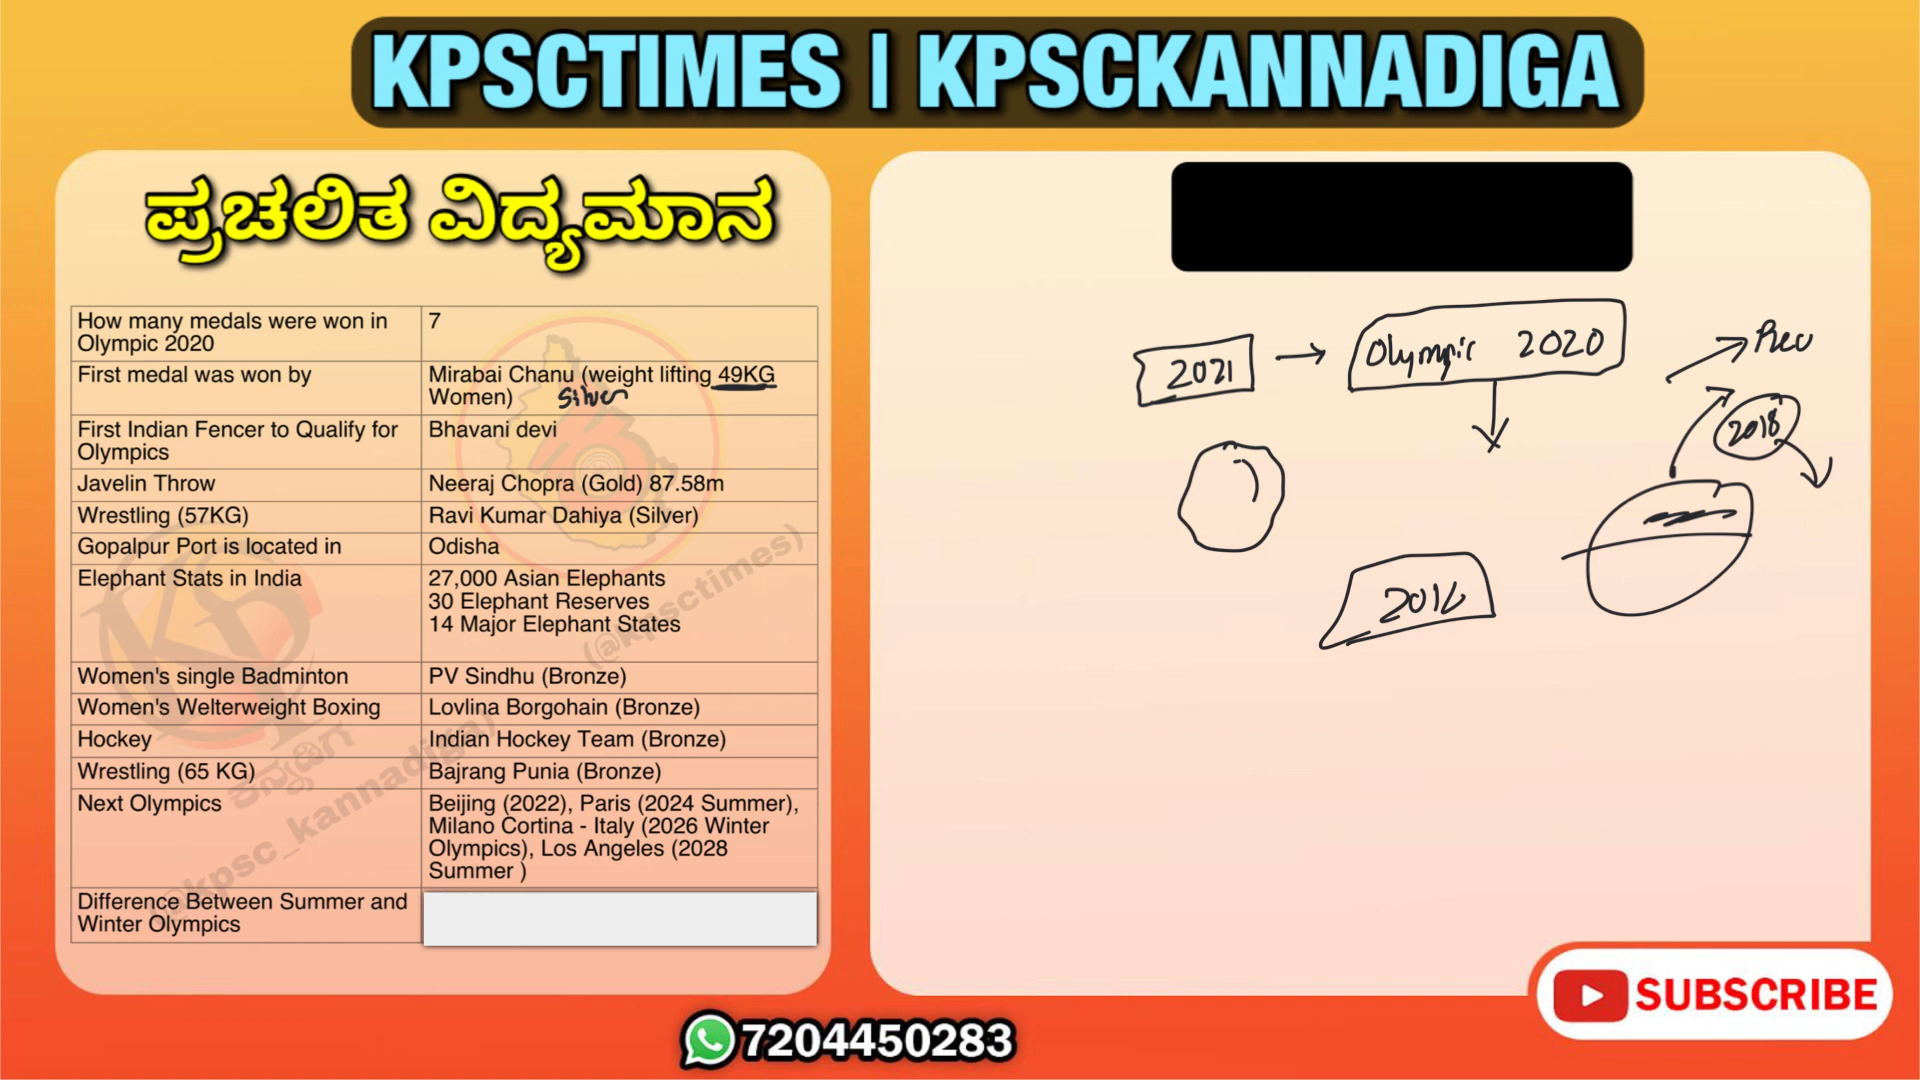 KPSCTIMES | KPSCKANNADIGA
ಪ್ರಚಲಿತ ವಿದ್ಯಮಾನ
How many medals were won in
Olympic 2020
7
First medal was won by
Mirabai Chanu (weight lifting 49KG
Women)
Silver
First Indian Fencer to Qualify for
Olympics
Bhavani devi
Javelin Throw
Neeraj Chopra (Gold) 87.58m
Wrestling (57KG)
Ravi Kumar Dahiya (Silver)
Gopalpur Port is located in
Odisha
Elephant Stats in India
27,000 Asian Elephants
30 Elephant Reserves
14 Major Elephant States
Women's single Badminton
PV Sindhu (Bronze)
Women's Welterweight Boxing
Lovlina Borgohain (Bronze)
Hockey
Indian Hockey Team (Bronze)
Wrestling (65 KG)
Bajrang Punia (Bronze)
Next Olympics
Beijing (2022), Paris (2024 Summer),
Milano Cortina - Italy (2026 Winter
Olympics), Los Angeles (2028
Summer )
Difference Between Summer and
Winter Olympics
KP
ಕನ್ನಡಿಗ
(@kpsc_kannadiga)
(@kpsctimes)
2021
Olympic 2020
2018
2016
SUBSCRIBE
7204450283